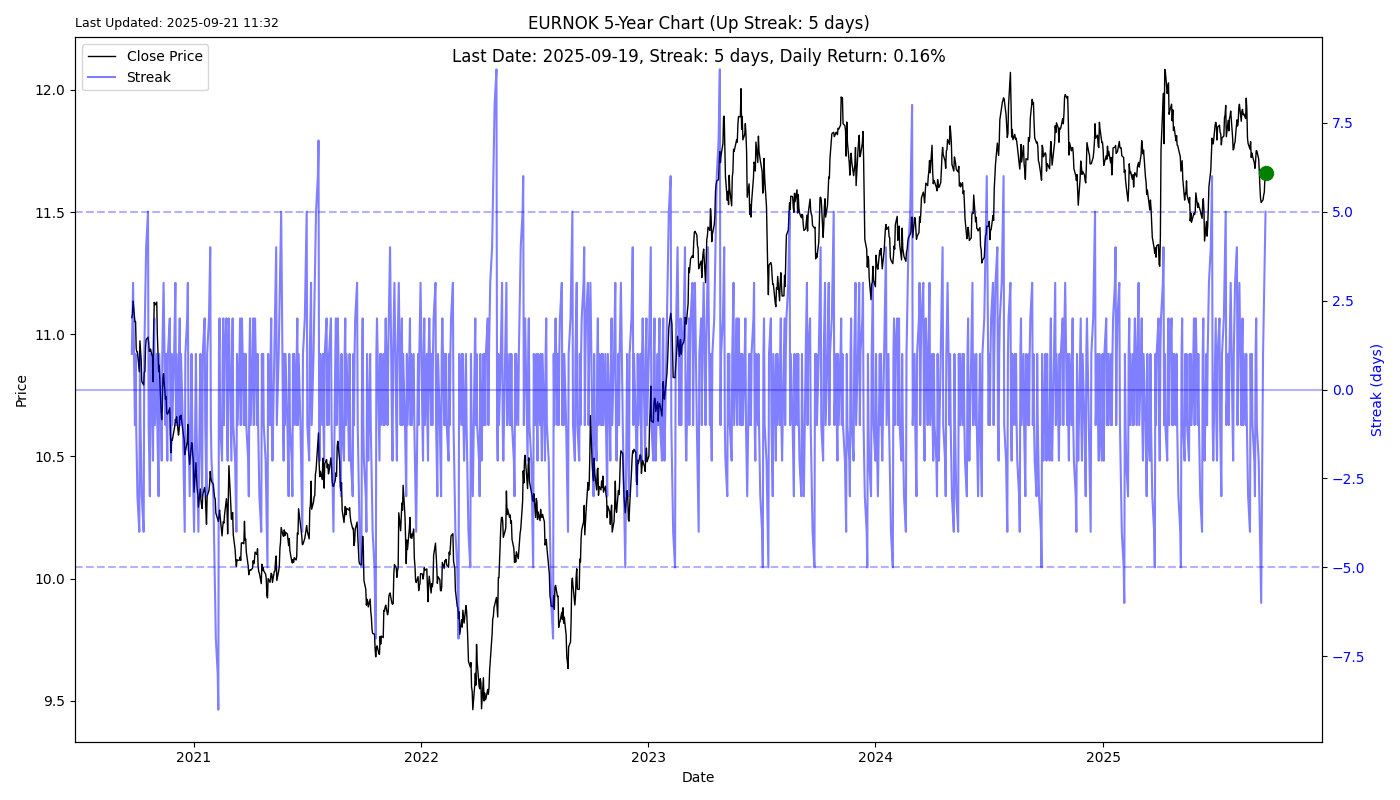 Last Updated: 2025-09-21 11:32
EURNOK 5-Year Chart (Up Streak: 5 days)
Last Date: 2025-09-19, Streak: 5 days, Daily Return: 0.16%
Close Price
Streak
12.0
11.5
11.0
10.5
10.0
9.5
Price
7.5
5.0
2.5
0.0
−2.5
−5.0
−7.5
Streak (days)
2021
2022
2023
2024
2025
Date